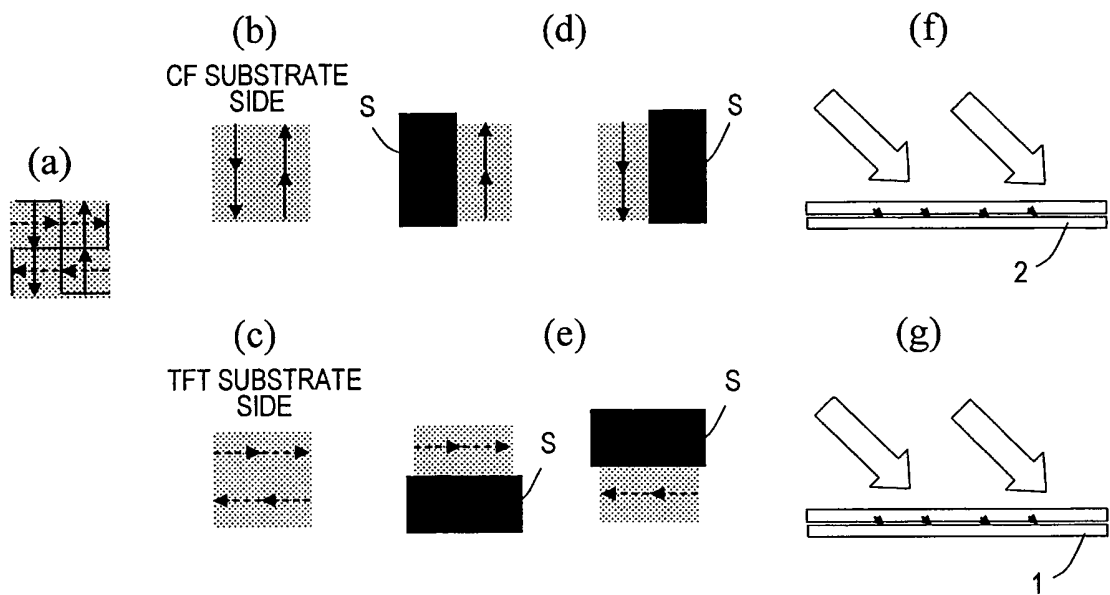 (a)
(b)
CF SUBSTRATE
SIDE
(d)
S
S
(f)
2
(c)
TFT SUBSTRATE
SIDE
(e)
S
S
(g)
1